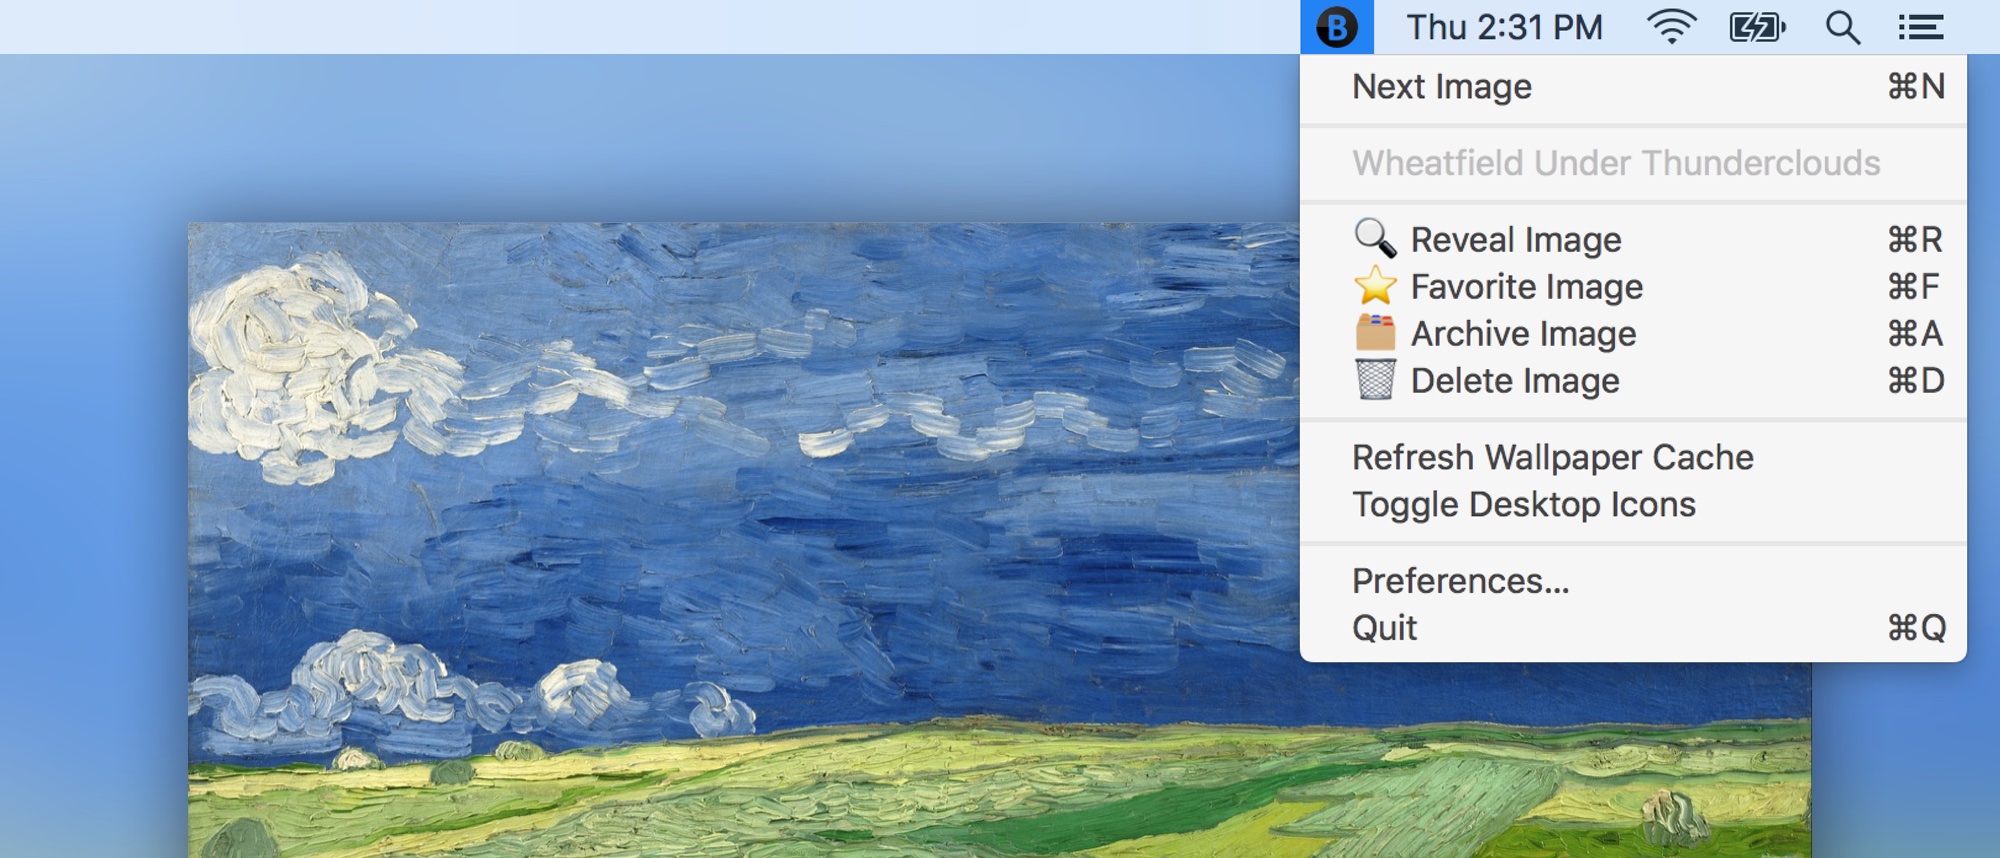 B Thu 2:31 PM
Next Image ⌘N
Wheatfield Under Thunderclouds
Reveal Image ⌘R
Favorite Image ⌘F
Archive Image ⌘A
Delete Image ⌘D
Refresh Wallpaper Cache
Toggle Desktop Icons
Preferences...
Quit ⌘Q